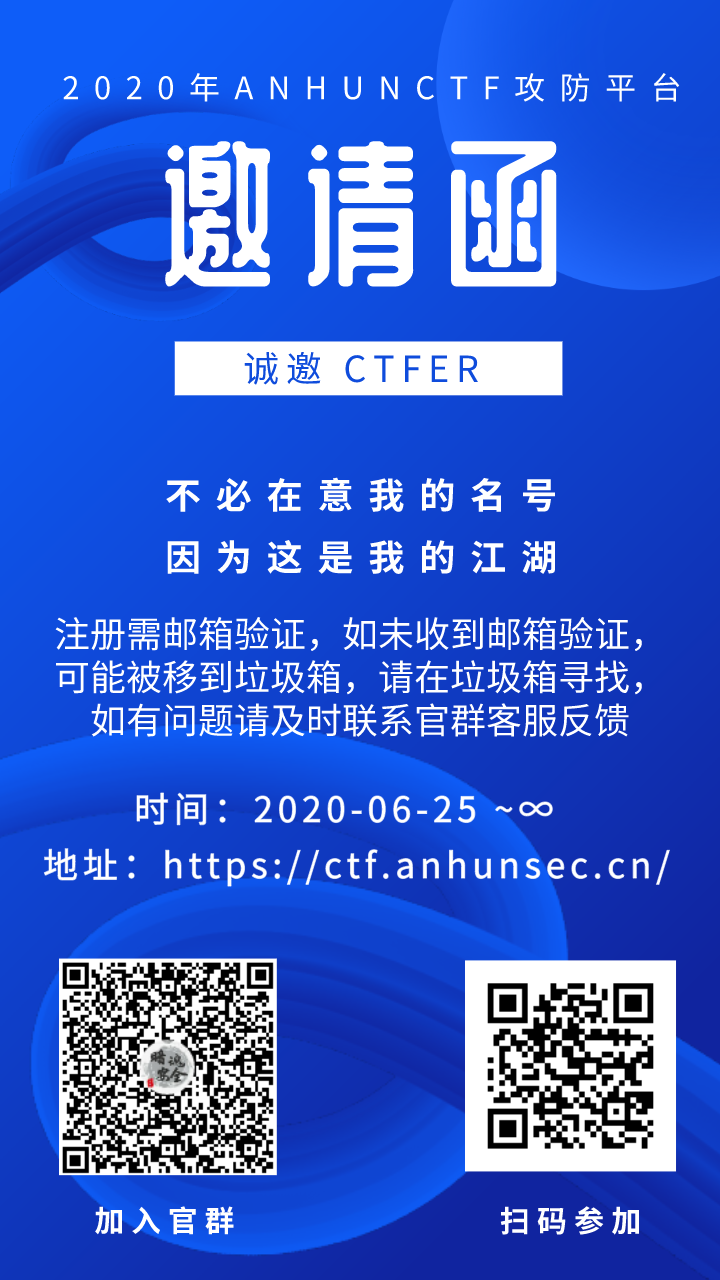 2020年ANHUNCTF攻防平台
邀请函
诚邀 CTFER
不必在意我的名号
因为这是我的江湖
注册需邮箱验证，如未收到邮箱验证，
可能被移到垃圾箱，请在垃圾箱寻找，
如有问题请及时联系官群客服反馈
时间：2020-06-25 ~∞
地址：https://ctf.anhunsec.cn/
加入官群
扫码参加